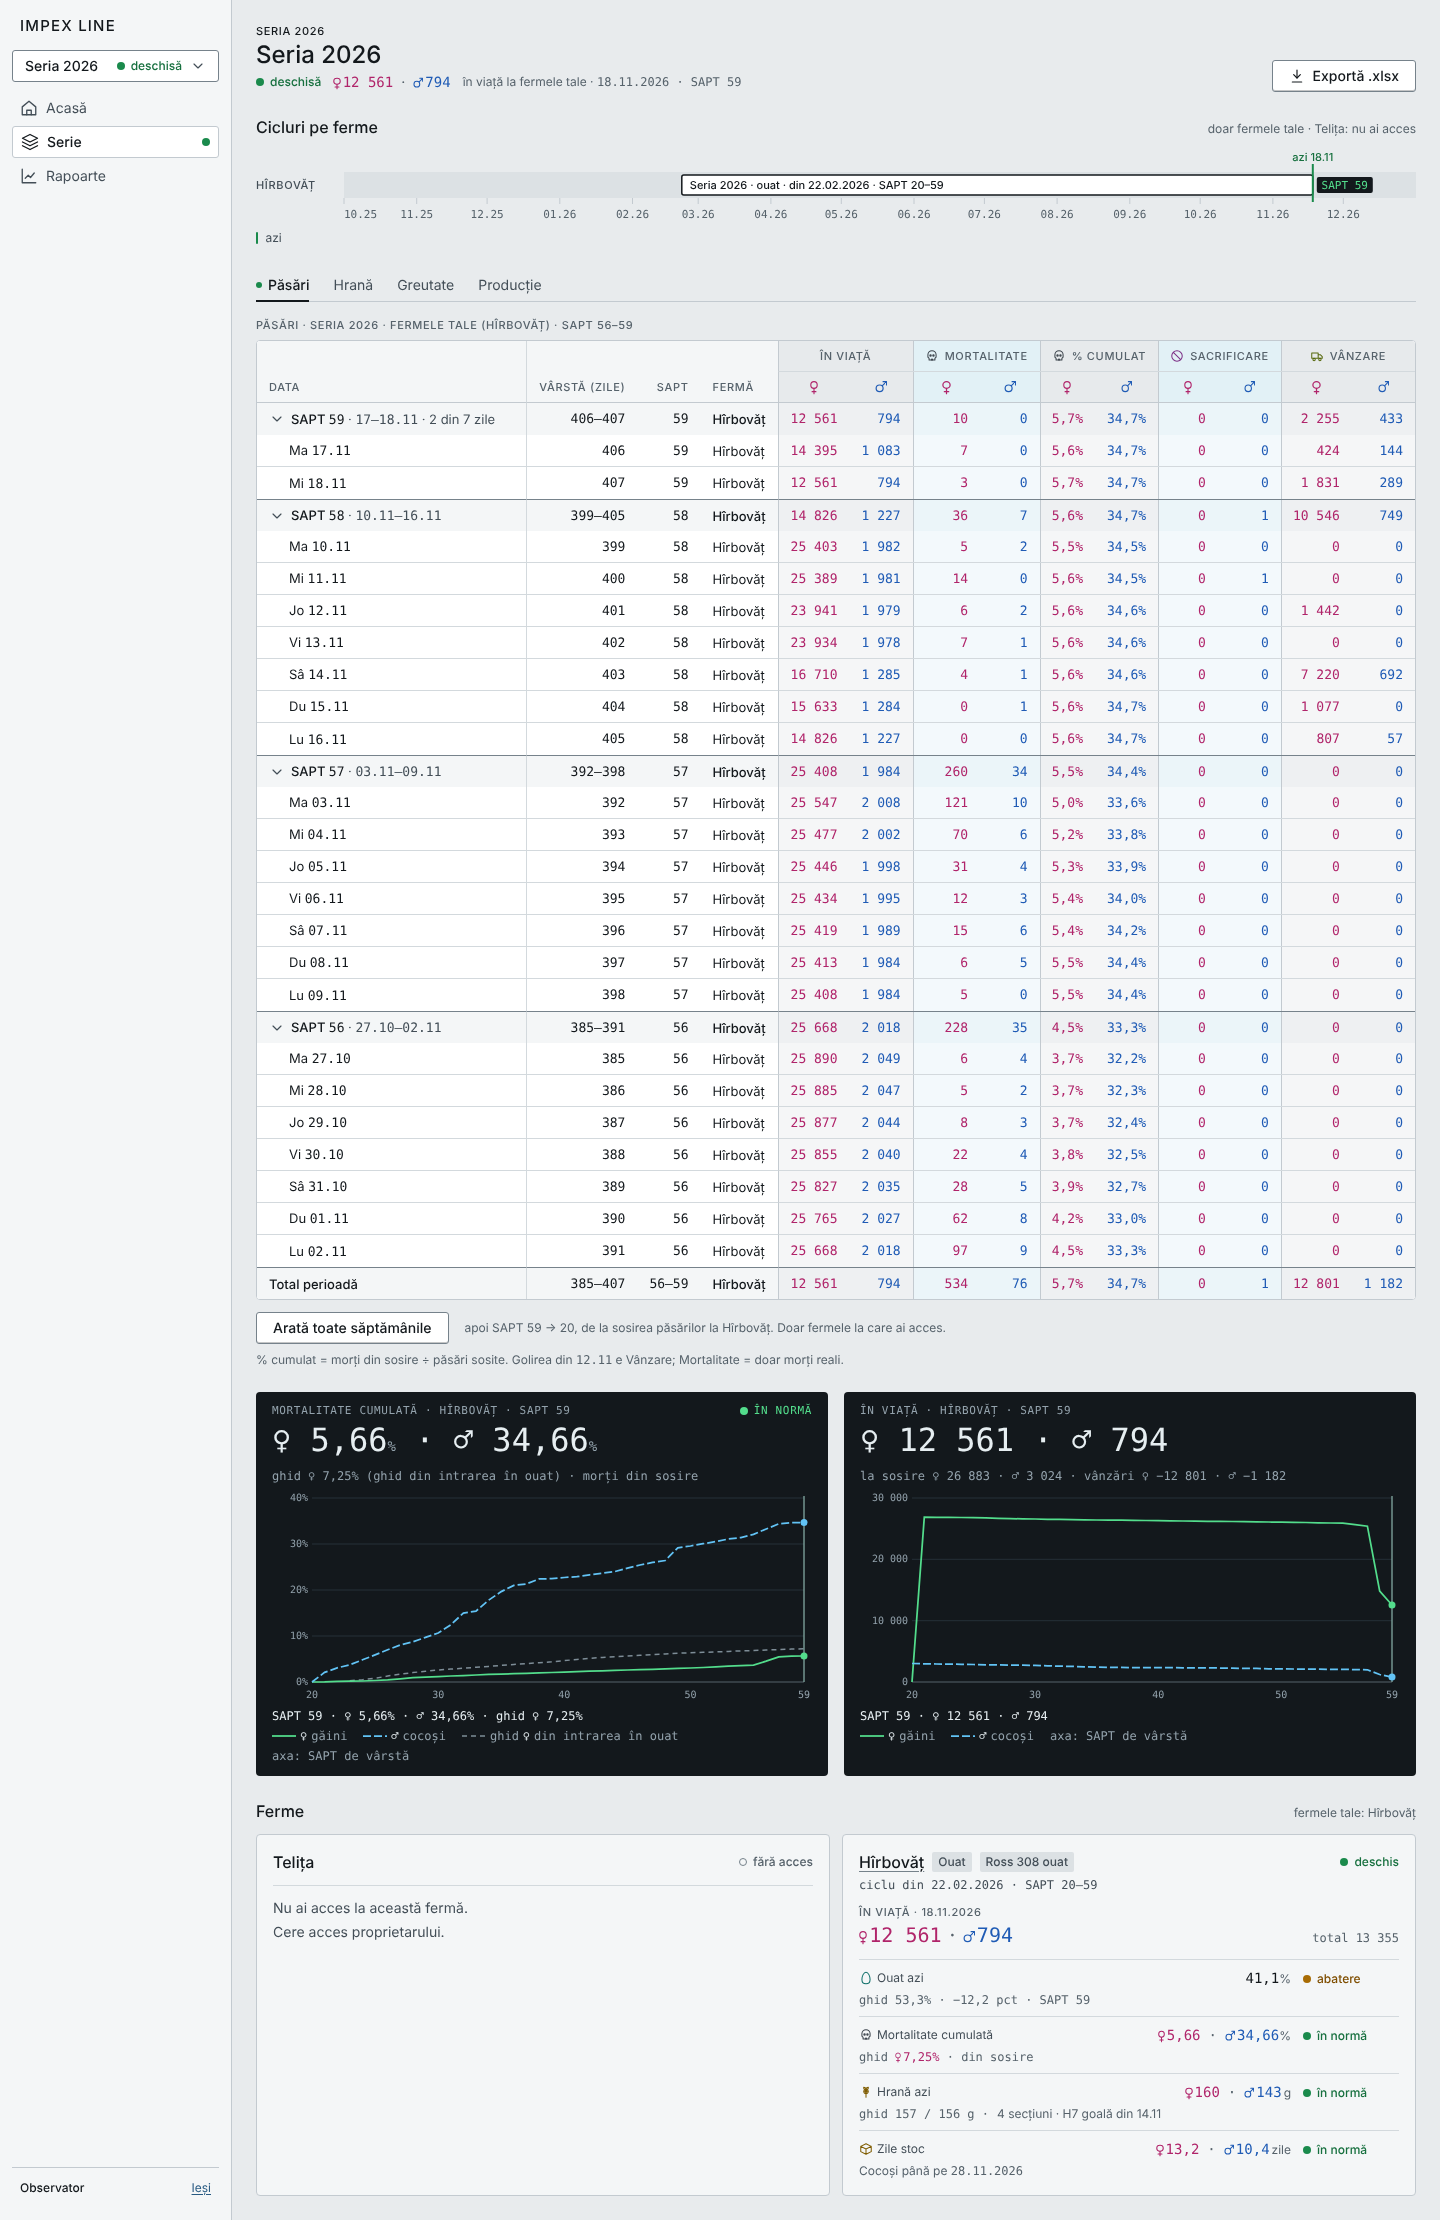 IMPEX LINE
Seria 2026 deschisă
Acasă
Serie
Rapoarte
Observator Ieși
SERIA 2026
Seria 2026
deschisă ♀12 561 · ♂794 în viață la fermele tale · 18.11.2026 · SAPT 59
Exportă .xlsx
Cicluri pe ferme
doar fermele tale · Telița: nu ai acces
azi 18.11
HÎRBOVĂȚ Seria 2026 · ouat · din 22.02.2026 · SAPT 20–59 SAPT 59
10.25 11.25 12.25 01.26 02.26 03.26 04.26 05.26 06.26 07.26 08.26 09.26 10.26 11.26 12.26
azi
Păsări Hrană Greutate Producție
PĂSĂRI · SERIA 2026 · FERMELE TALE (HÎRBOVĂȚ) · SAPT 56–59
ÎN VIAȚĂ MORTALITATE % CUMULAT SACRIFICARE VÂNZARE
DATA VÂRSTĂ (ZILE) SAPT FERMĂ ♀ ♂ ♀ ♂ ♀ ♂ ♀ ♂ ♀ ♂
SAPT 59 · 17–18.11 · 2 din 7 zile 406–407 59 Hîrbovăț 12 561 794 10 0 5,7% 34,7% 0 0 2 255 433
Ma 17.11 406 59 Hîrbovăț 14 395 1 083 7 0 5,6% 34,7% 0 0 424 144
Mi 18.11 407 59 Hîrbovăț 12 561 794 3 0 5,7% 34,7% 0 0 1 831 289
SAPT 58 · 10.11–16.11 399–405 58 Hîrbovăț 14 826 1 227 36 7 5,6% 34,7% 0 1 10 546 749
Ma 10.11 399 58 Hîrbovăț 25 403 1 982 5 2 5,5% 34,5% 0 0 0 0
Mi 11.11 400 58 Hîrbovăț 25 389 1 981 14 0 5,6% 34,5% 0 1 0 0
Jo 12.11 401 58 Hîrbovăț 23 941 1 979 6 2 5,6% 34,6% 0 0 1 442 0
Vi 13.11 402 58 Hîrbovăț 23 934 1 978 7 1 5,6% 34,6% 0 0 0 0
Sâ 14.11 403 58 Hîrbovăț 16 710 1 285 4 1 5,6% 34,6% 0 0 7 220 692
Du 15.11 404 58 Hîrbovăț 15 633 1 284 0 1 5,6% 34,7% 0 0 1 077 0
Lu 16.11 405 58 Hîrbovăț 14 826 1 227 0 0 5,6% 34,7% 0 0 807 57
SAPT 57 · 03.11–09.11 392–398 57 Hîrbovăț 25 408 1 984 260 34 5,5% 34,4% 0 0 0 0
Ma 03.11 392 57 Hîrbovăț 25 547 2 008 121 10 5,0% 33,6% 0 0 0 0
Mi 04.11 393 57 Hîrbovăț 25 477 2 002 70 6 5,2% 33,8% 0 0 0 0
Jo 05.11 394 57 Hîrbovăț 25 446 1 998 31 4 5,3% 33,9% 0 0 0 0
Vi 06.11 395 57 Hîrbovăț 25 434 1 995 12 3 5,4% 34,0% 0 0 0 0
Sâ 07.11 396 57 Hîrbovăț 25 419 1 989 15 6 5,4% 34,2% 0 0 0 0
Du 08.11 397 57 Hîrbovăț 25 413 1 984 6 5 5,5% 34,4% 0 0 0 0
Lu 09.11 398 57 Hîrbovăț 25 408 1 984 5 0 5,5% 34,4% 0 0 0 0
SAPT 56 · 27.10–02.11 385–391 56 Hîrbovăț 25 668 2 018 228 35 4,5% 33,3% 0 0 0 0
Ma 27.10 385 56 Hîrbovăț 25 890 2 049 6 4 3,7% 32,2% 0 0 0 0
Mi 28.10 386 56 Hîrbovăț 25 885 2 047 5 2 3,7% 32,3% 0 0 0 0
Jo 29.10 387 56 Hîrbovăț 25 877 2 044 8 3 3,7% 32,4% 0 0 0 0
Vi 30.10 388 56 Hîrbovăț 25 855 2 040 22 4 3,8% 32,5% 0 0 0 0
Sâ 31.10 389 56 Hîrbovăț 25 827 2 035 28 5 3,9% 32,7% 0 0 0 0
Du 01.11 390 56 Hîrbovăț 25 765 2 027 62 8 4,2% 33,0% 0 0 0 0
Lu 02.11 391 56 Hîrbovăț 25 668 2 018 97 9 4,5% 33,3% 0 0 0 0
Total perioadă 385–407 56–59 Hîrbovăț 12 561 794 534 76 5,7% 34,7% 0 1 12 801 1 182
Arată toate săptămânile apoi SAPT 59 → 20, de la sosirea păsărilor la Hîrbovăț. Doar fermele la care ai acces.
% cumulat = morți din sosire ÷ păsări sosite. Golirea din 12.11 e Vânzare; Mortalitate = doar morți reali.
MORTALITATE CUMULATĂ · HÎRBOVĂȚ · SAPT 59 ÎN NORMĂ
♀ 5,66% · ♂ 34,66%
ghid ♀ 7,25% (ghid din intrarea în ouat) · morți din sosire
40%
30%
20%
10%
0%
20 30 40 50 59
SAPT 59 · ♀ 5,66% · ♂ 34,66% · ghid ♀ 7,25%
♀ găini ♂ cocoși ghid ♀ din intrarea în ouat
axa: SAPT de vârstă
ÎN VIAȚĂ · HÎRBOVĂȚ · SAPT 59
♀ 12 561 · ♂ 794
la sosire ♀ 26 883 · ♂ 3 024 · vânzări ♀ −12 801 · ♂ −1 182
30 000
20 000
10 000
0
20 30 40 50 59
SAPT 59 · ♀ 12 561 · ♂ 794
♀ găini ♂ cocoși axa: SAPT de vârstă
Ferme
fermele tale: Hîrbovăț
Telița fără acces
Nu ai acces la această fermă.
Cere acces proprietarului.
Hîrbovăț Ouat Ross 308 ouat deschis
ciclu din 22.02.2026 · SAPT 20–59
ÎN VIAȚĂ · 18.11.2026
♀12 561 · ♂794 total 13 355
Ouat azi 41,1% abatere
ghid 53,3% · −12,2 pct · SAPT 59
Mortalitate cumulată ♀5,66 · ♂34,66% în normă
ghid ♀7,25% · din sosire
Hrană azi ♀160 · ♂143g în normă
ghid 157 / 156 g · 4 secțiuni · H7 goală din 14.11
Zile stoc ♀13,2 · ♂10,4zile în normă
Cocoși până pe 28.11.2026